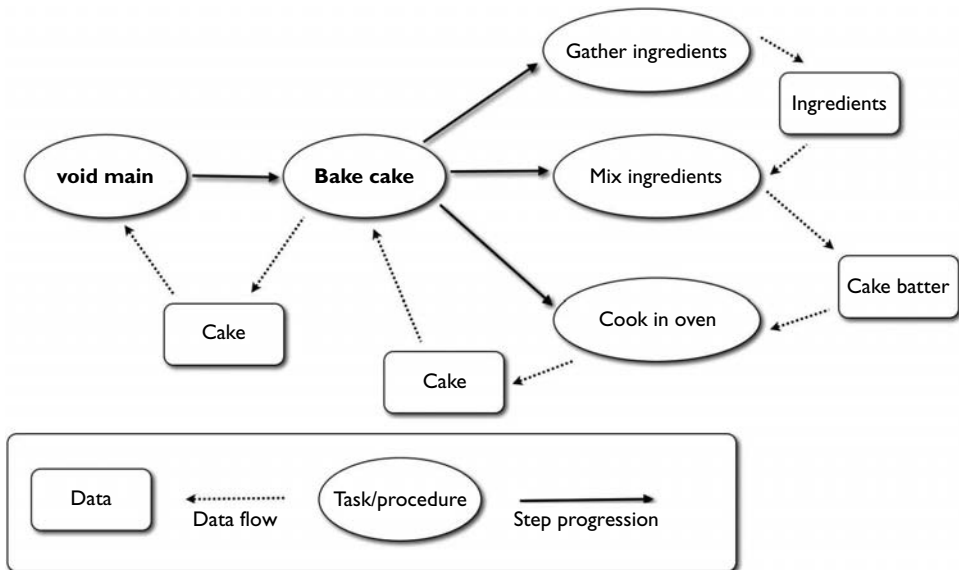 Gather ingredients
Ingredients
void main
Bake cake
Mix ingredients
Cake batter
Cook in oven
Cake
Cake
Data
Data flow
Task/procedure
Step progression